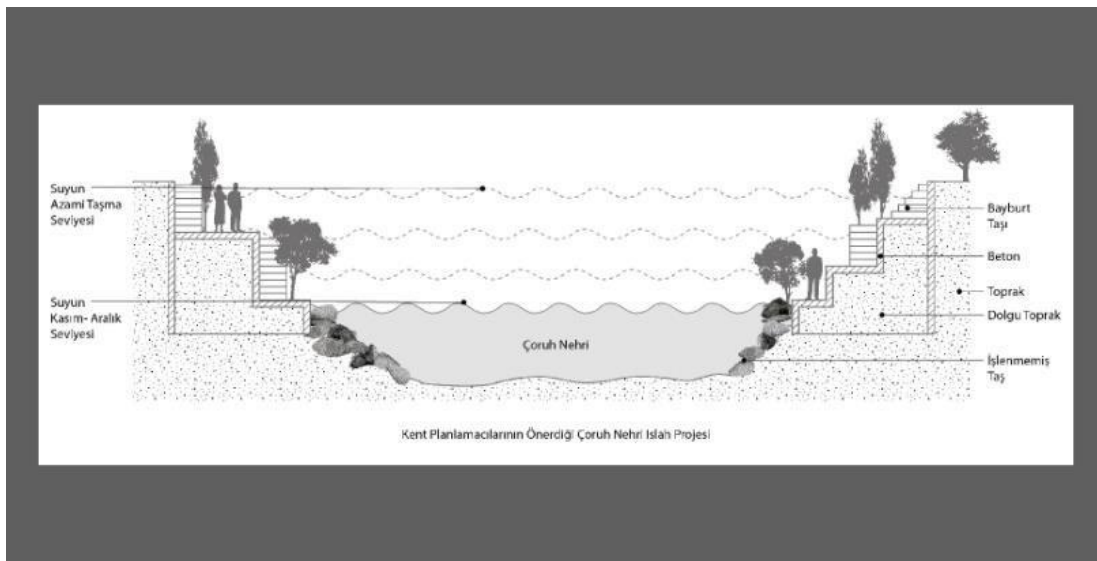 Suyun
Azami Taşma
Seviyesi
Suyun
Kasım- Aralık
Seviyesi
Çoruh Nehri
Bayburt
Taşı
Beton
Toprak
Dolgu Toprak
İşlenmemiş
Taş
Kent Planlamacılarının Önerdiği Çoruh Nehri Islah Projesi